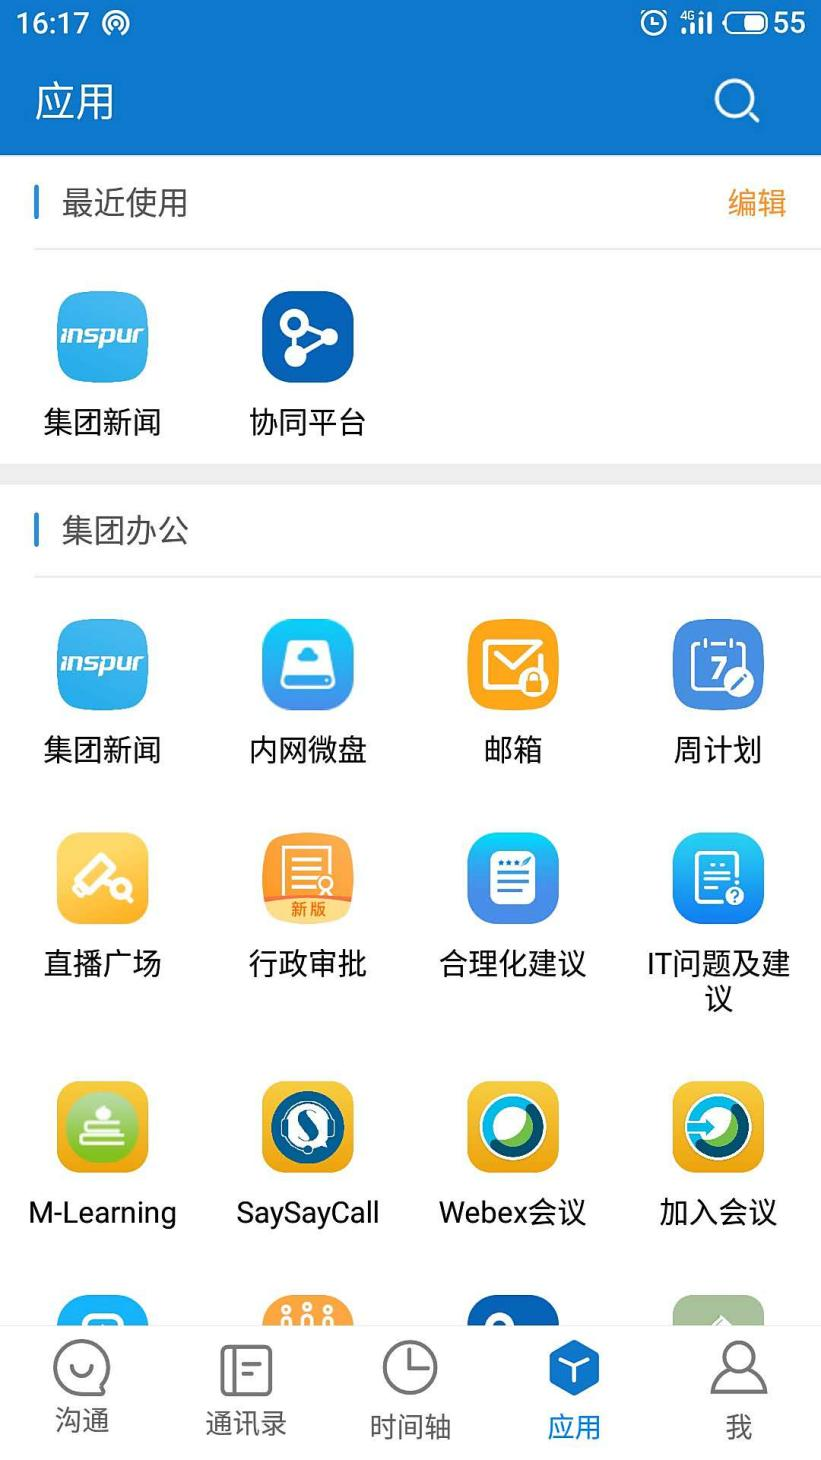 16:17 4G 55
应用
最近使用 编辑
inspur
集团新闻 协同平台
集团办公
inspur 7
集团新闻 内网微盘 邮箱 周计划
新版 ?
直播广场 行政审批 合理化建议 IT问题及建
议
S
M-Learning SaySayCall Webex会议 加入会议
沟通 通讯录 时间轴 应用 我